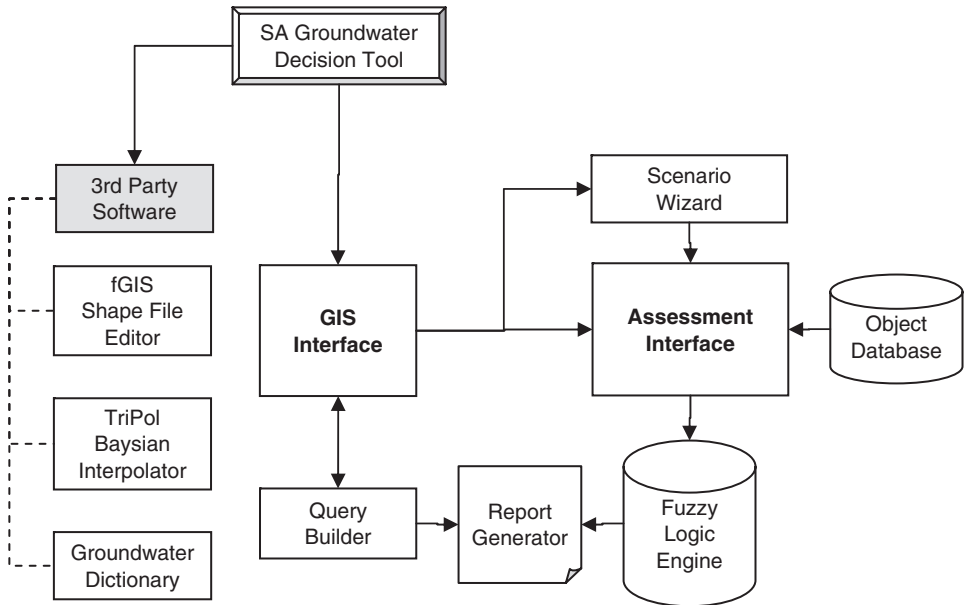 SA Groundwater
Decision Tool
3rd Party
Software
Scenario
Wizard
fGIS
Shape File
Editor
GIS
Interface
Assessment
Interface
Object
Database
TriPol
Baysian
Interpolator
Query
Builder
Report
Generator
Fuzzy
Logic
Engine
Groundwater
Dictionary